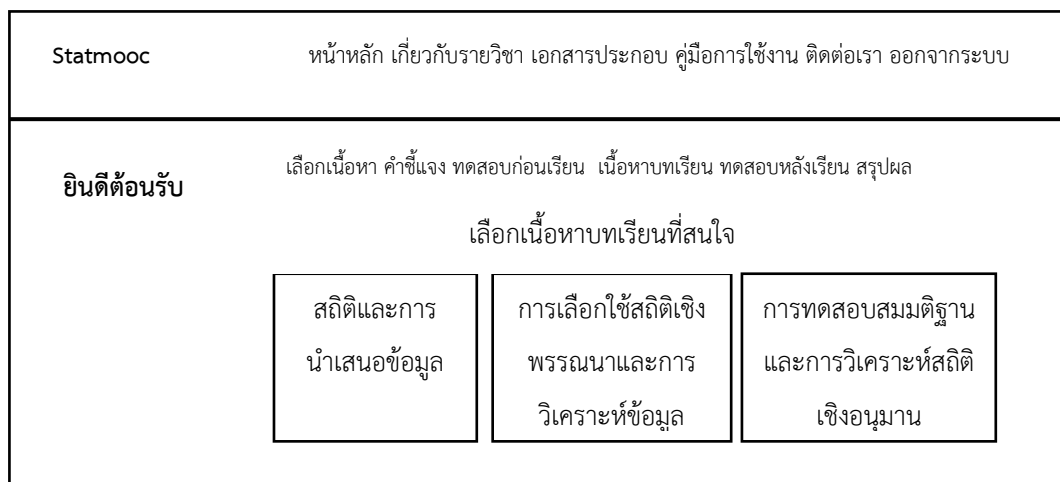 Statmooc หน้าหลัก เกี่ยวกับรายวิชา เอกสารประกอบ คู่มือการใช้งาน ติดต่อเรา ออกจากระบบ
ยินดีต้อนรับ
เลือกเนื้อหา คำชี้แจง ทดสอบก่อนเรียน เนื้อหาบทเรียน ทดสอบหลังเรียน สรุปผล
เลือกเนื้อหาบทเรียนที่สนใจ
สถิติและการ
นำเสนอข้อมูล
การเลือกใช้สถิติเชิง
พรรณนาและการ
วิเคราะห์ข้อมูล
การทดสอบสมมติฐาน
และการวิเคราะห์สถิติ
เชิงอนุมาน